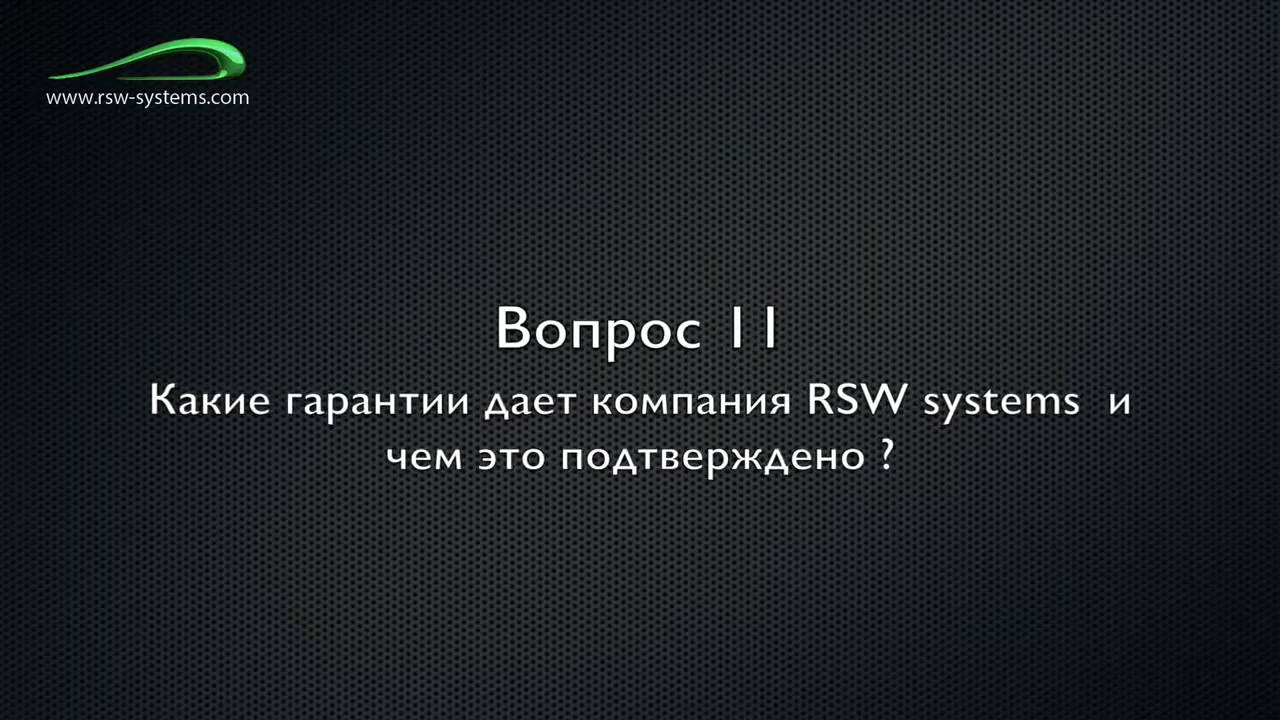 www.rsw-systems.com
Вопрос 11
Какие гарантии дает компания RSW systems и
чем это подтверждено ?